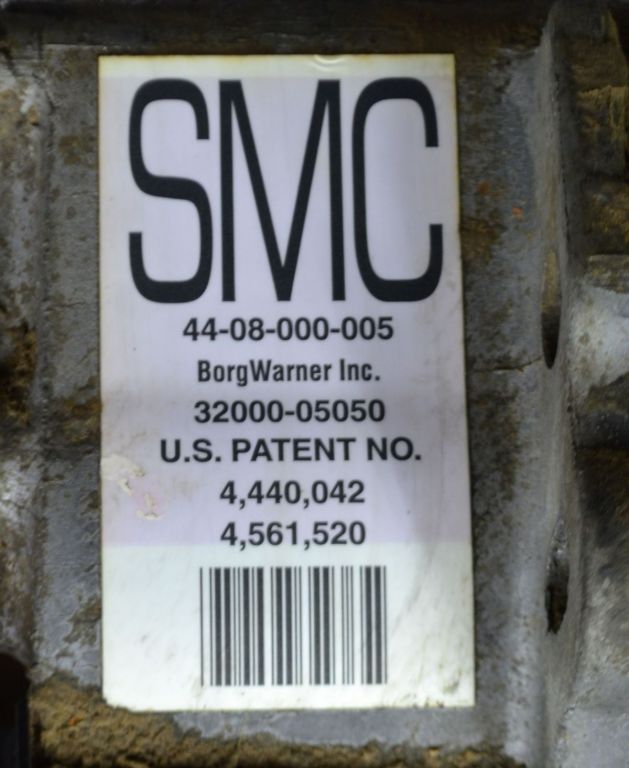 SMC
44-08-000-005
BorgWarner Inc.
32000-05050
U.S. PATENT NO.
4,440,042
4,561,520